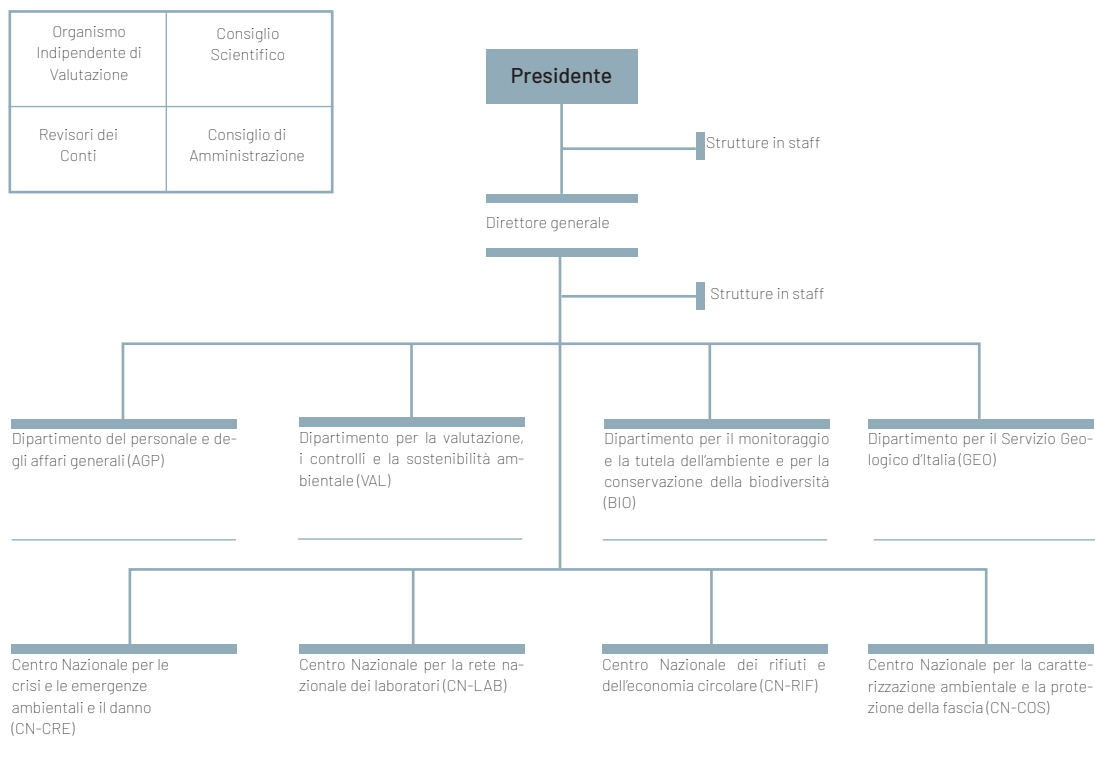 Organismo
Indipendente di
Valutazione
Consiglio
Scientifico
Revisori dei
Conti
Consiglio di
Amministrazione
Presidente
Strutture in staff
Direttore generale
Strutture in staff
Dipartimento del personale e de-
gli affari generali (AGP)
Dipartimento per la valutazione,
i controlli e la sostenibilità am-
bientale (VAL)
Dipartimento per il monitoraggio
e la tutela dell'ambiente e per la
conservazione della biodiversità
(BIO)
Dipartimento per il Servizio Geo-
logico d'Italia (GEO)
Centro Nazionale per le
crisi e le emergenze
ambientali e il danno
(CN-CRE)
Centro Nazionale per la rete na-
zionale dei laboratori (CN-LAB)
Centro Nazionale dei rifiuti e
dell'economia circolare (CN-RIF)
Centro Nazionale per la caratte-
rizzazione ambientale e la prote-
zione della fascia (CN-COS)